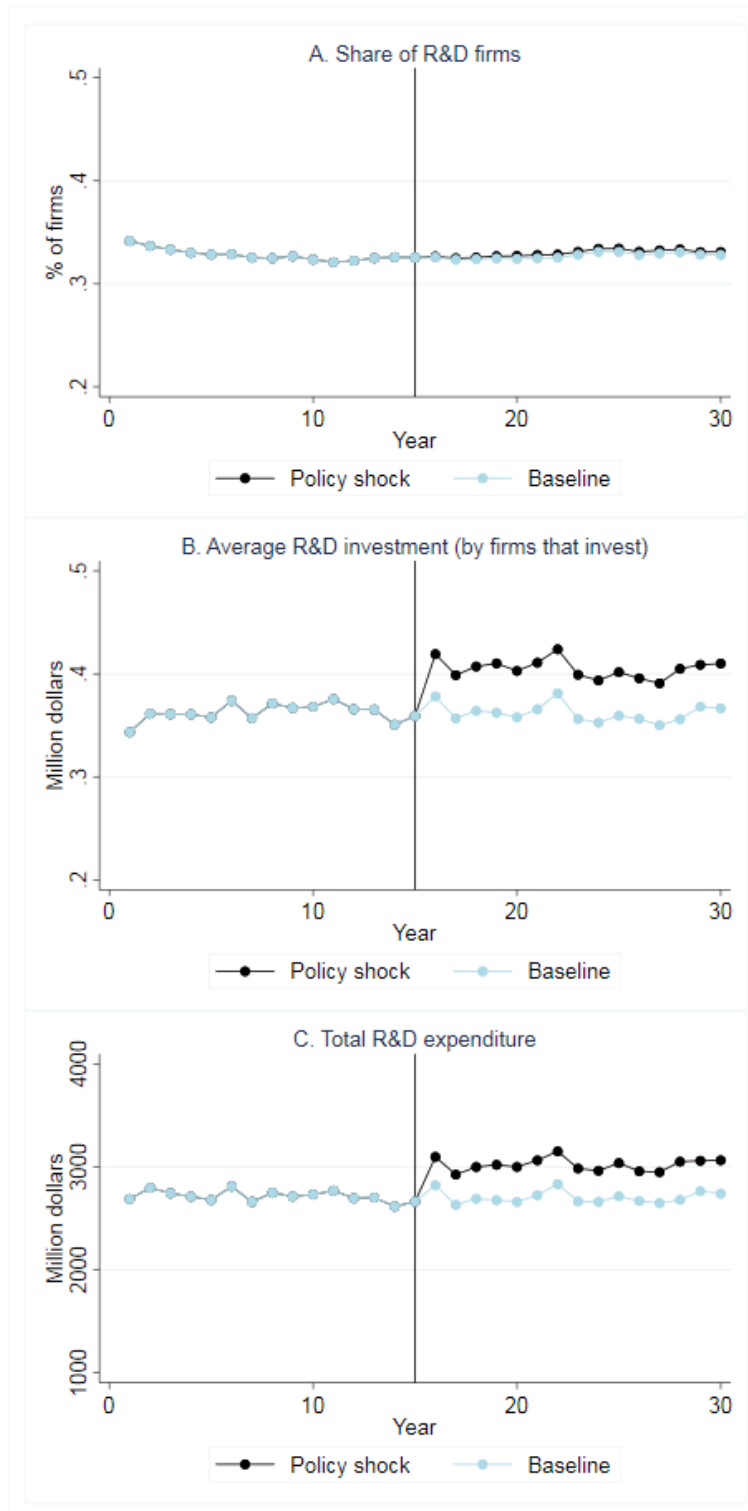 A. Share of R&D firms
% of firms
.5
.4
.3
.2
0 10 20 30
Year
Policy shock Baseline
B. Average R&D investment (by firms that invest)
Million dollars
.5
.4
.3
.2
0 10 20 30
Year
Policy shock Baseline
C. Total R&D expenditure
Million dollars
4000
3000
2000
1000
0 10 20 30
Year
Policy shock Baseline